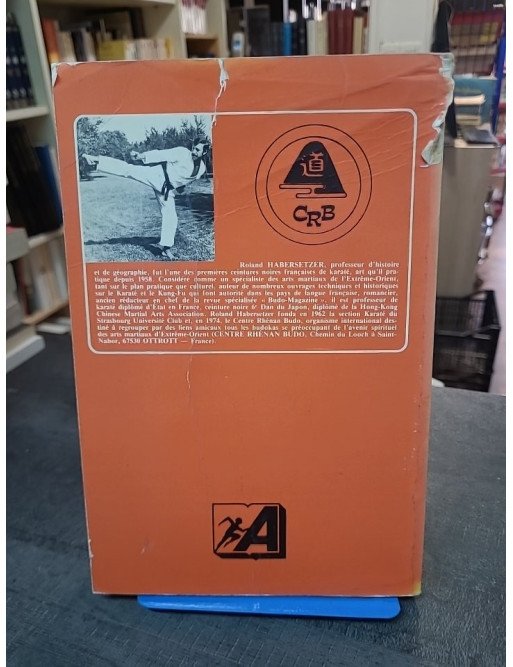 道
CRB
Roland HABERSETZER, professeur d'histoire
et de géographie, fut l'une des premières ceintures noires françaises de karaté, art qu'il pra-
tique depuis 1958. Considéré comme un spécialiste des arts martiaux de l'Extrême-Orient,
tant sur le plan pratique que culturel, auteur de nombreux ouvrages techniques et historiques
sur le Karaté et le Kung-Fu qui font autorité dans les pays de langue française, romancier,
ancien rédacteur en chef de la revue spécialisée « Budo-Magazine », il est professeur de
karaté diplômé d'Etat en France, ceinture noire 6e Dan du Japon, diplômé de la Hong-Kong
Chinese Martial Arts Association. Roland Habersetzer fonda en 1962 la section Karaté du
Strasbourg Université Club et, en 1974, le Centre Rhénan Budo, organisme international des-
tiné à regrouper par des liens amicaux tous les budokas se préoccupant de l'avenir spirituel
des arts martiaux d'Extrême-Orient (CENTRE RHENAN BUDO, Chemin du Looch à Saint-
Nabor, 67530 OTTROTT — France).
A